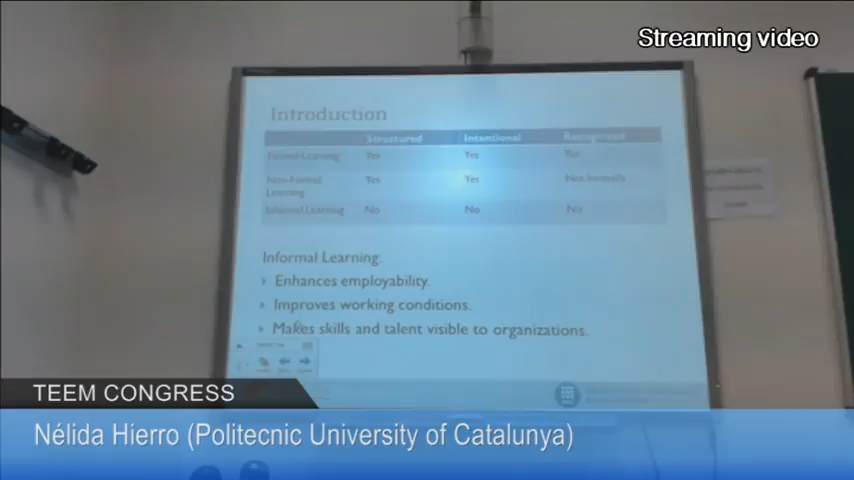 Streaming video
Introduction
Structured Intentional Recognized
Formal Learning Yes Yes Yes
Non-Formal Learning Yes Yes Not formally
Informal Learning No No No
Informal Learning:
Enhances employability.
Improves working conditions.
Makes skills and talent visible to organizations.
TEEM CONGRESS
Nélida Hierro (Politecnic University of Catalunya)